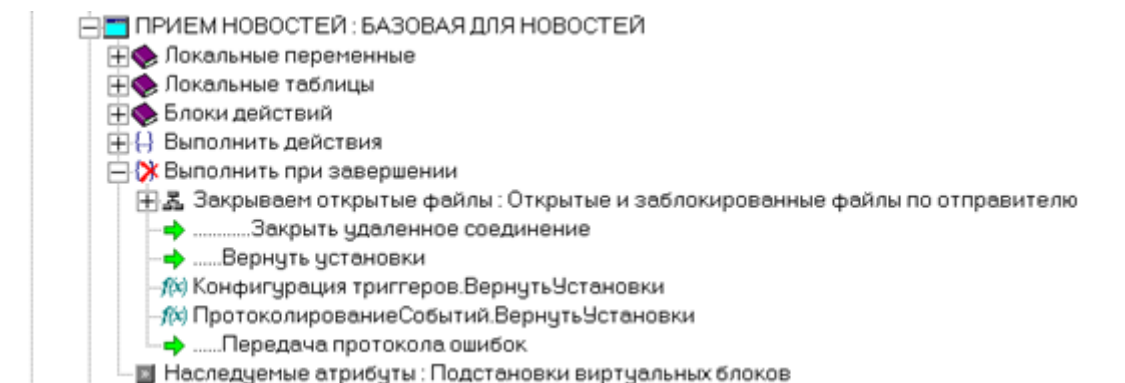 ПРИЕМ НОВОСТЕЙ : БАЗОВАЯ ДЛЯ НОВОСТЕЙ
Локальные переменные
Локальные таблицы
Блоки действий
Выполнить действия
Выполнить при завершении
Закрываем открытые файлы : Открытые и заблокированные файлы по отправителю
............Закрыть удаленное соединение
......Вернуть установки
f(x) Конфигурация триггеров.ВернутьУстановки
f(x) ПротоколированиеСобытий.ВернутьУстановки
......Передача протокола ошибок
Наследуемые атрибуты : Подстановки виртуальных блоков